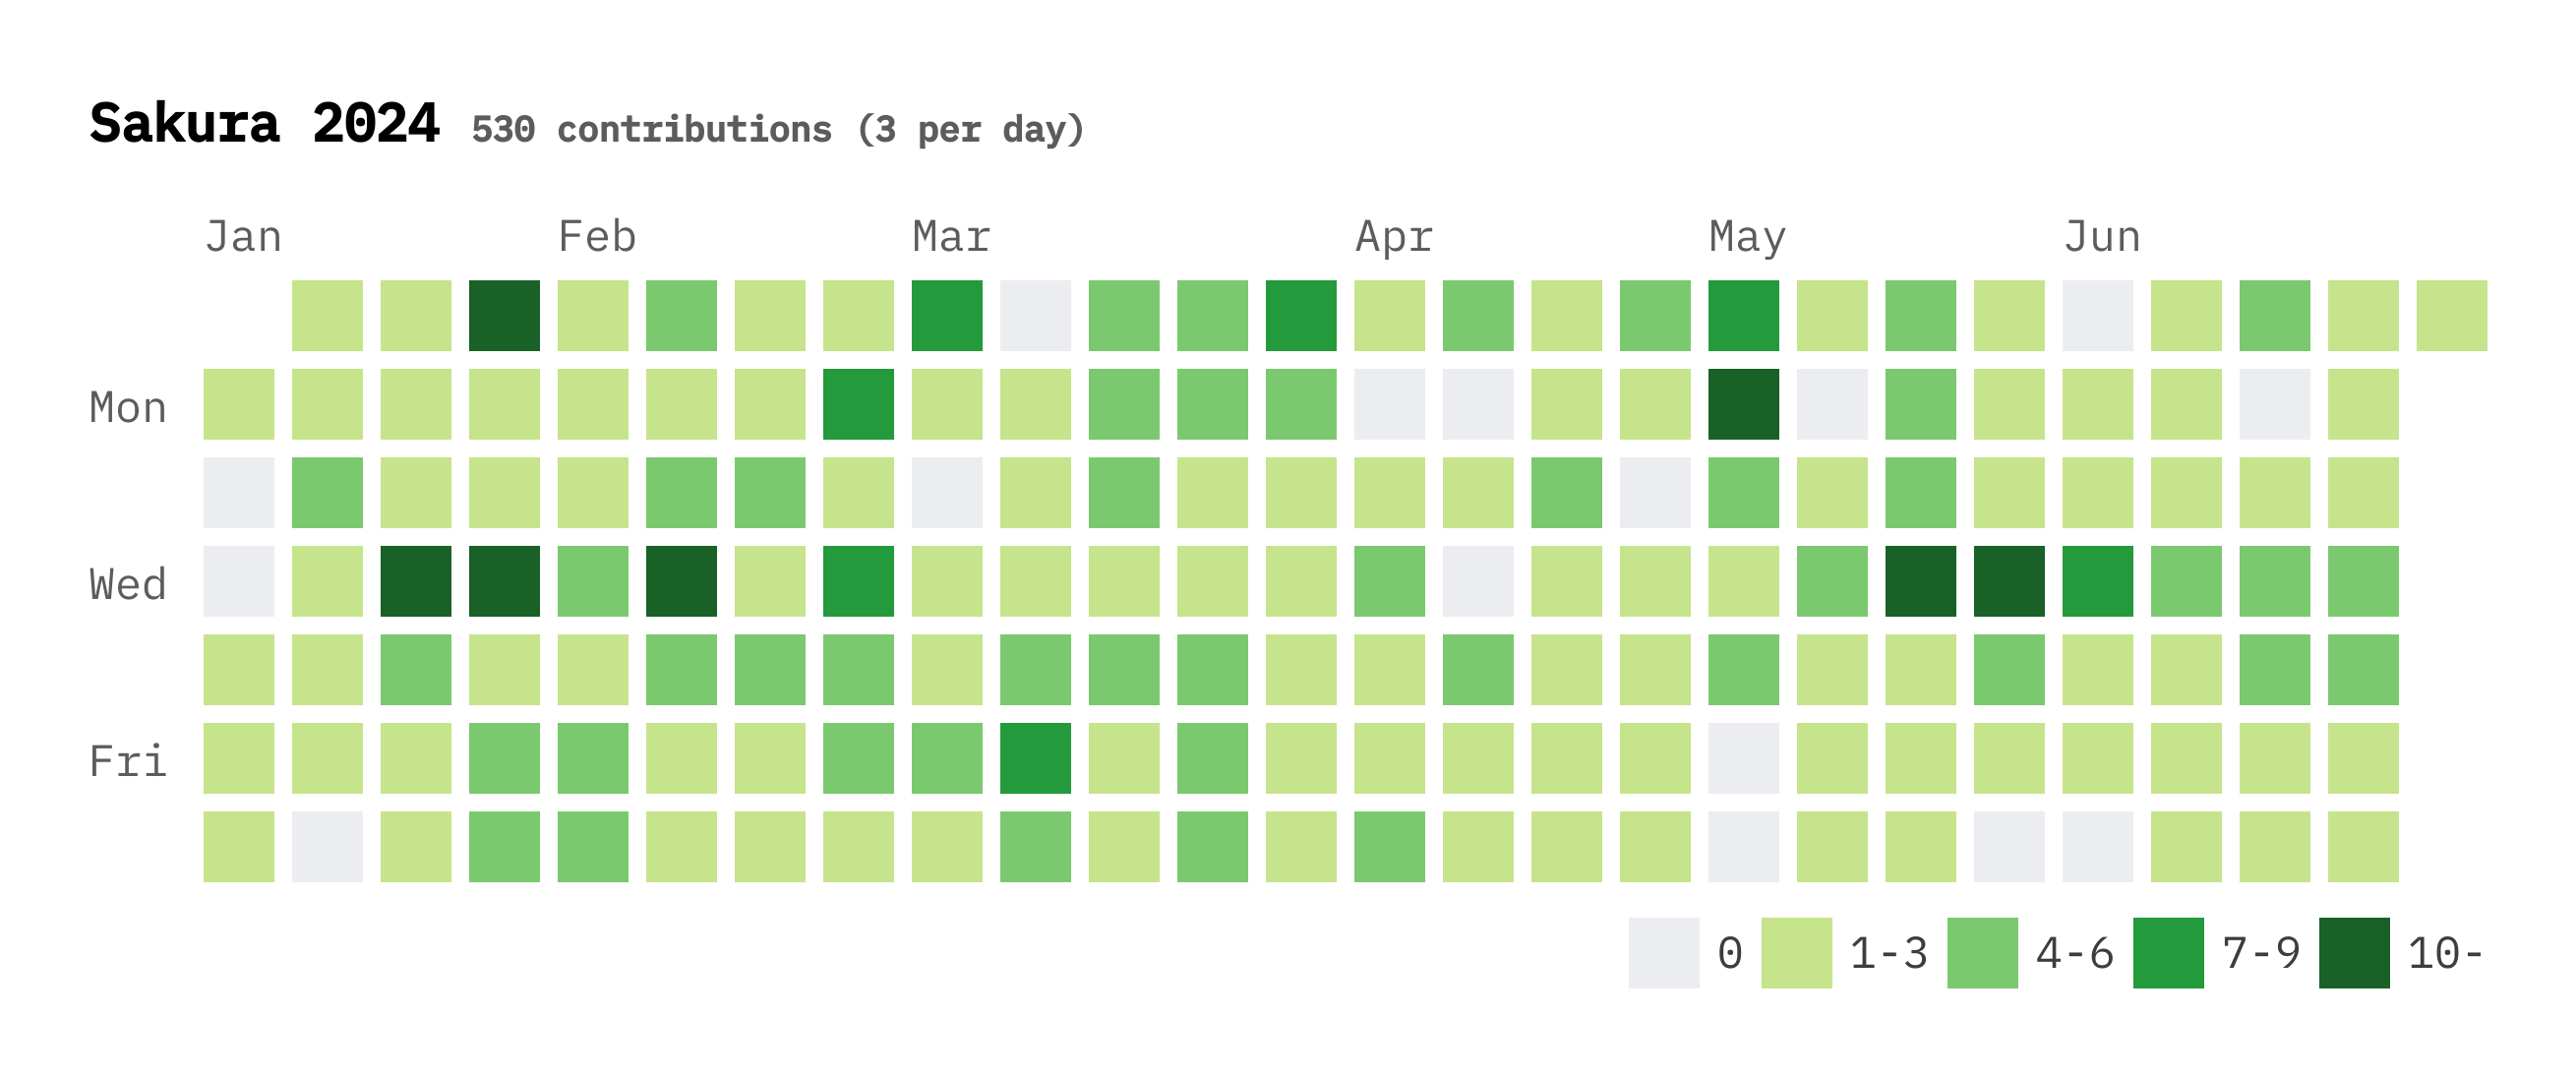 Sakura 2024 530 contributions (3 per day)
Jan Feb Mar Apr May Jun
Mon
Wed
Fri
0 1-3 4-6 7-9 10-